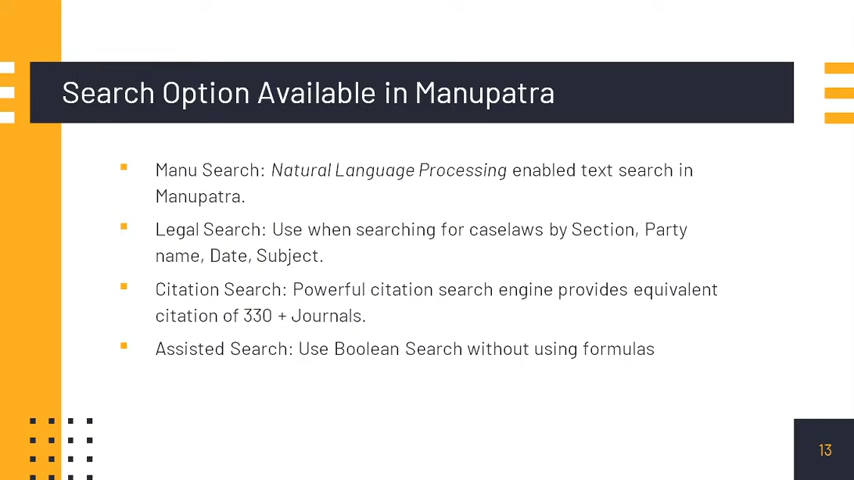 Search Option Available in Manupatra
Manu Search: Natural Language Processing enabled text search in
Manupatra.
Legal Search: Use when searching for caselaws by Section, Party
name, Date, Subject.
Citation Search: Powerful citation search engine provides equivalent
citation of 330 + Journals.
Assisted Search: Use Boolean Search without using formulas
13